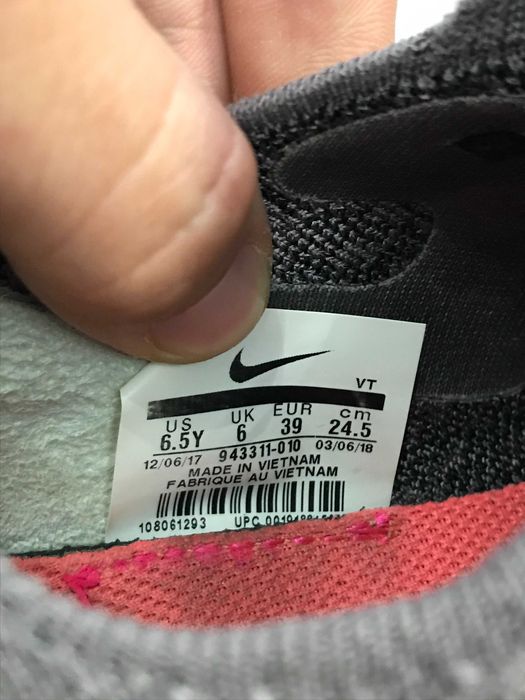 VT
US UK EUR cm
6.5Y 6 39 24.5
12/06/17 943311-010 03/06/18
MADE IN VIETNAM
FABRIQUE AU VIETNAM
108061293 UPC